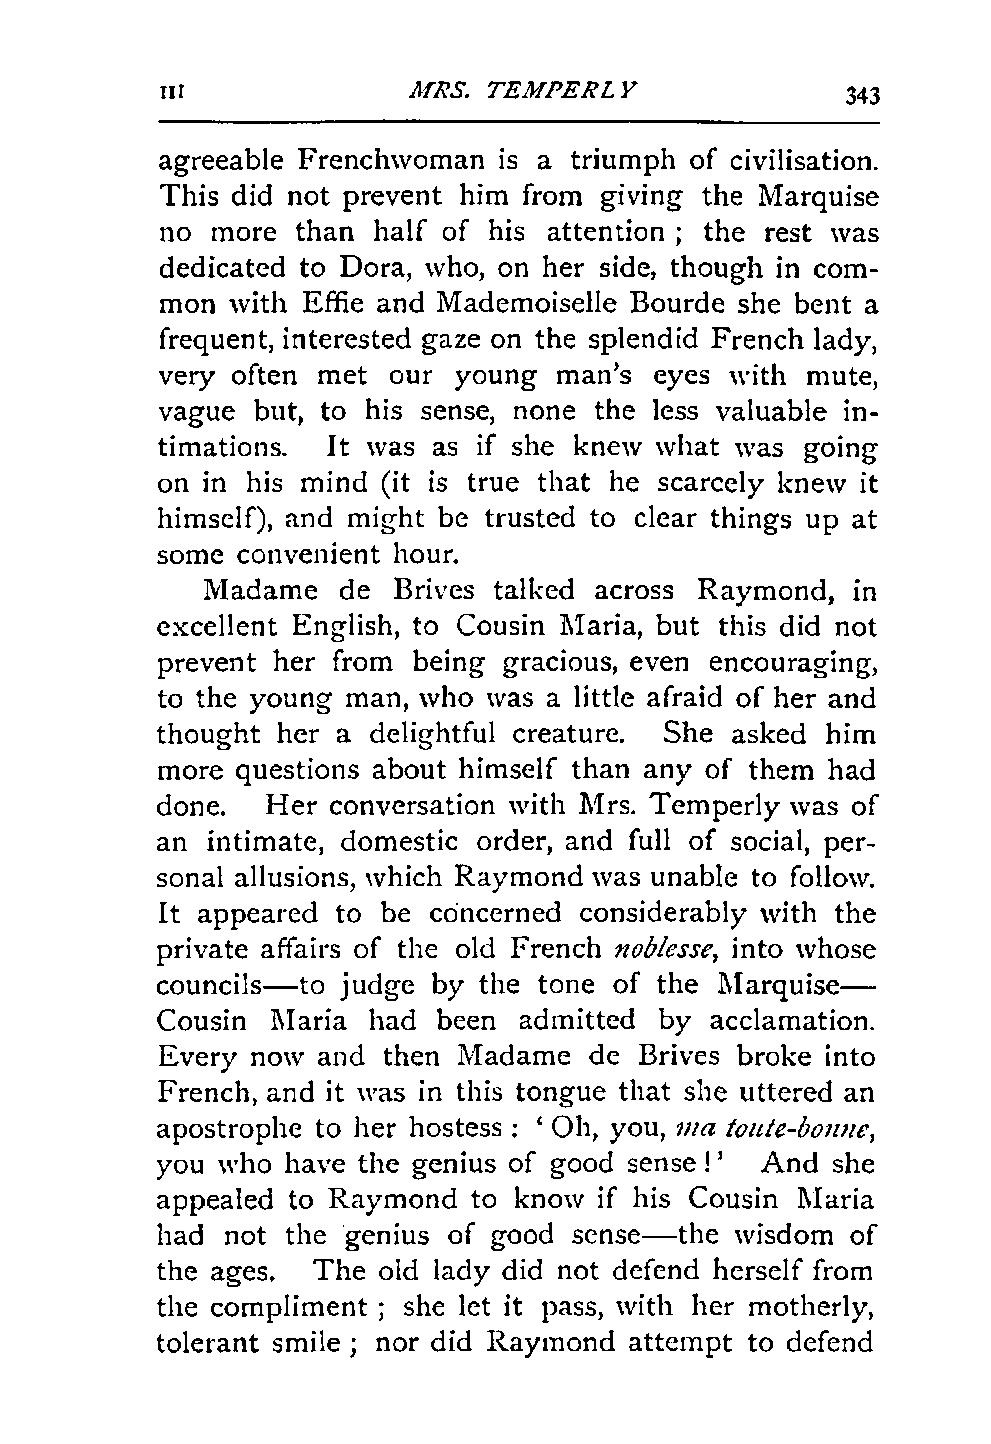 III MRS. TEMPERLY 343
agreeable Frenchwoman is a triumph of civilisation.
This did not prevent him from giving the Marquise
no more than half of his attention ; the rest was
dedicated to Dora, who, on her side, though in com-
mon with Effie and Mademoiselle Bourde she bent a
frequent, interested gaze on the splendid French lady,
very often met our young man's eyes with mute,
vague but, to his sense, none the less valuable in-
timations. It was as if she knew what was going
on in his mind (it is true that he scarcely knew it
himself), and might be trusted to clear things up at
some convenient hour.
Madame de Brives talked across Raymond, in
excellent English, to Cousin Maria, but this did not
prevent her from being gracious, even encouraging,
to the young man, who was a little afraid of her and
thought her a delightful creature. She asked him
more questions about himself than any of them had
done. Her conversation with Mrs. Temperly was of
an intimate, domestic order, and full of social, per-
sonal allusions, which Raymond was unable to follow.
It appeared to be concerned considerably with the
private affairs of the old French noblesse, into whose
councils—to judge by the tone of the Marquise—
Cousin Maria had been admitted by acclamation.
Every now and then Madame de Brives broke into
French, and it was in this tongue that she uttered an
apostrophe to her hostess : ‘ Oh, you, ma toute-bonne,
you who have the genius of good sense !’ And she
appealed to Raymond to know if his Cousin Maria
had not the genius of good sense—the wisdom of
the ages. The old lady did not defend herself from
the compliment ; she let it pass, with her motherly,
tolerant smile ; nor did Raymond attempt to defend